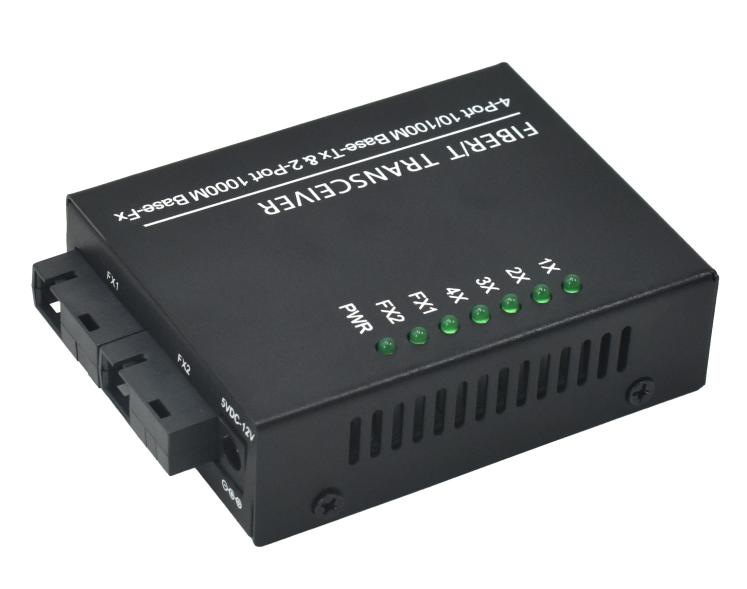 FIBER/T TRANSCEIVER
4-Port 10/100M Base-Tx & 2-Port 1000M Base-Fx
PWR
FX2
FX1
4X
3X
2X
1X
FX1
FX2
5VDC-12V